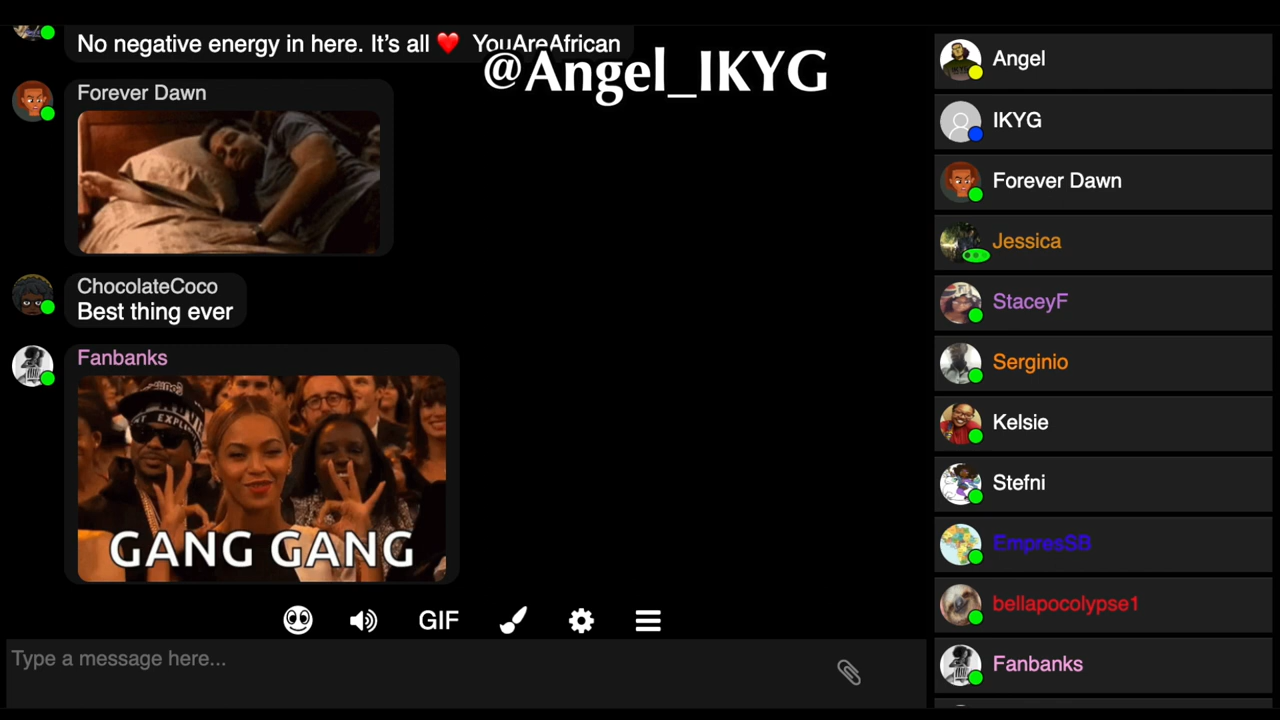 No negative energy in here. It's all ❤️ YouAreAfrican
@Angel_IKYG
Forever Dawn
ChocolateCoco
Best thing ever
Fanbanks
GANG GANG
GIF
Type a message here...
Angel
IKYG
Forever Dawn
Jessica
StaceyF
Serginio
Kelsie
Stefni
EmpresSB
bellapocolypse1
Fanbanks